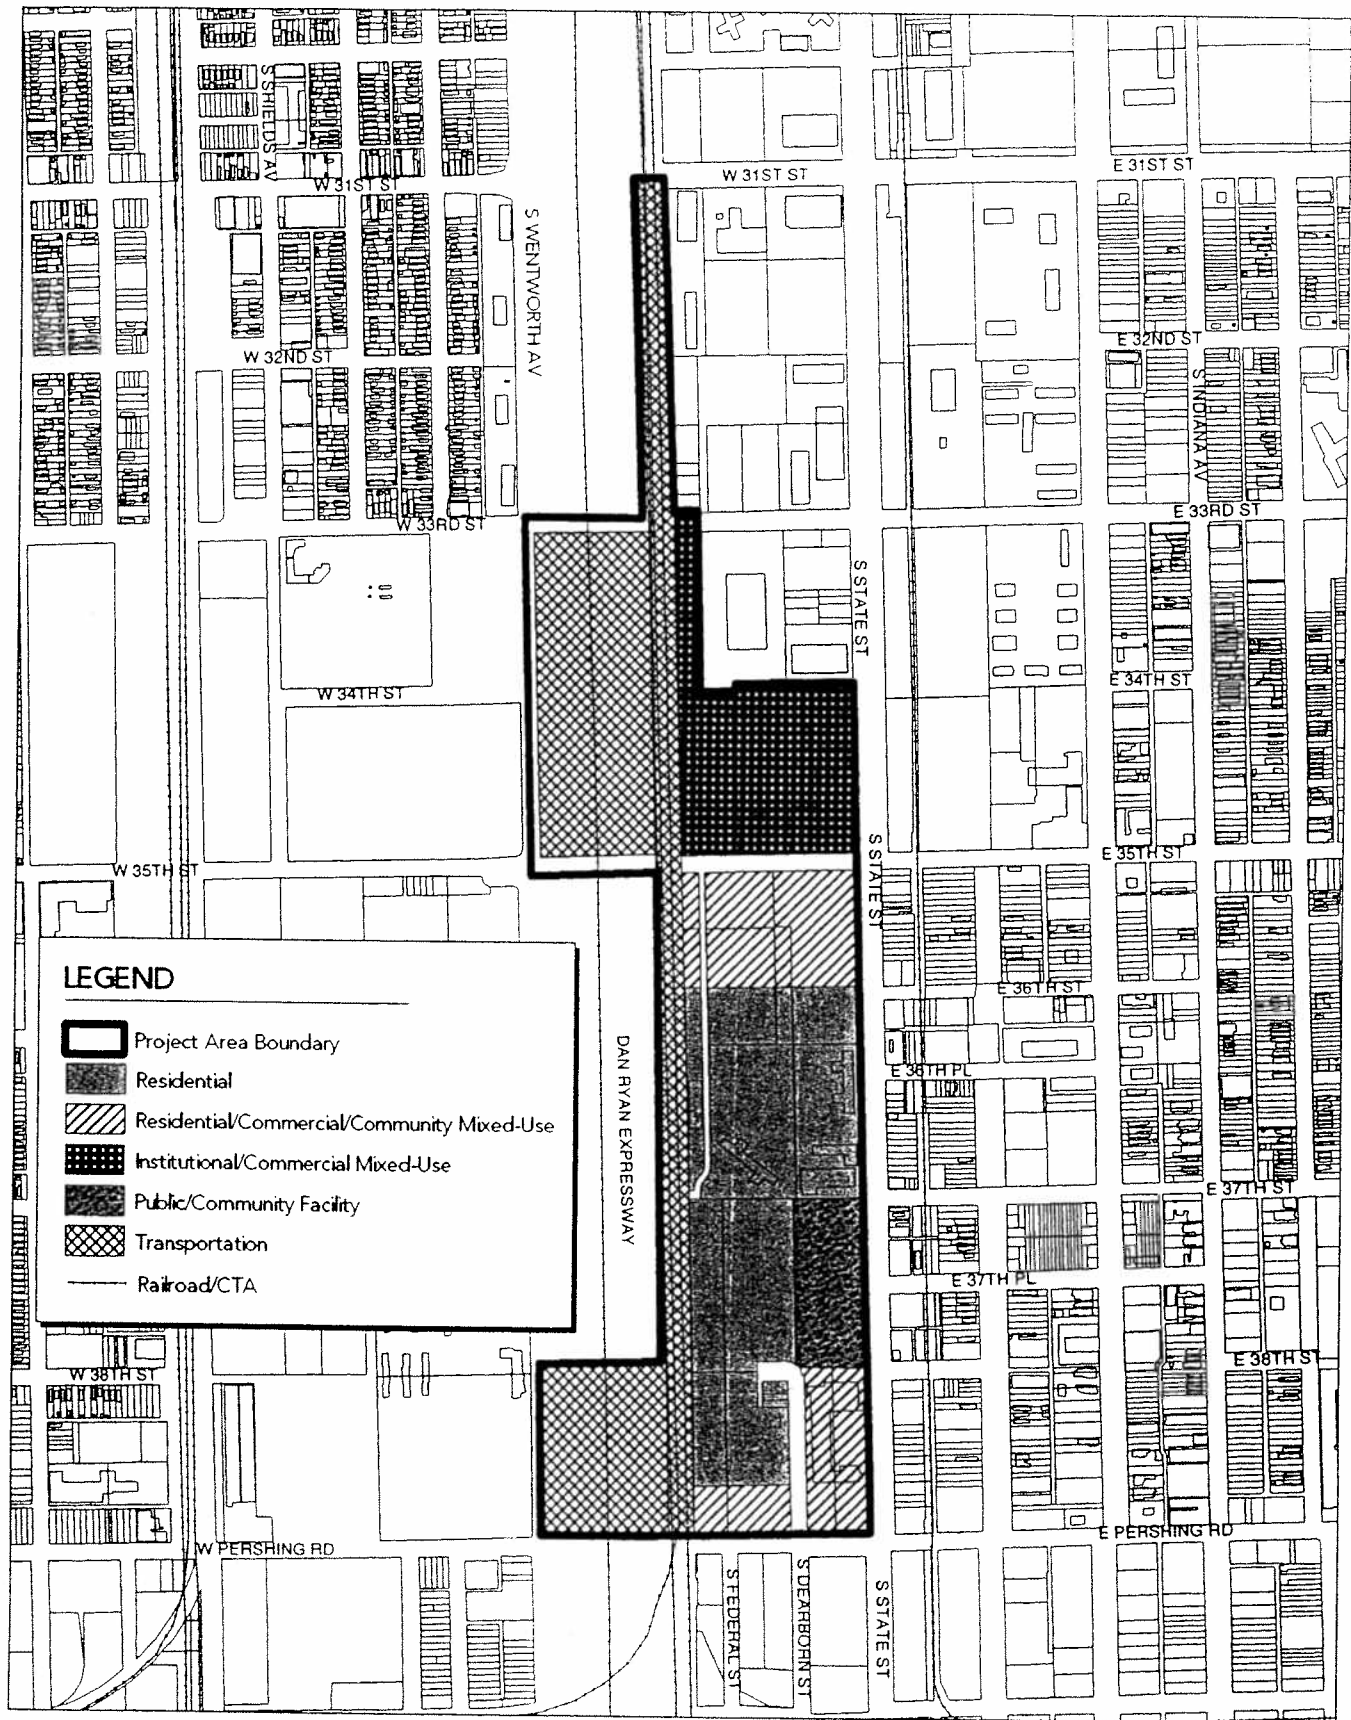 S SHIELDS AV
W 31ST ST
W 31ST ST
E 31ST ST
S WENTWORTH AV
W 32ND ST
E 32ND ST
S INDIANA AV
W 33RD ST
E 33RD ST
S STATE ST
W 34TH ST
E 34TH ST
W 35TH ST
S STATE ST
E 35TH ST
E 36TH ST
E 36TH PL
DAN RYAN EXPRESSWAY
LEGEND
Project Area Boundary
Residential
Residential/Commercial/Community Mixed-Use
Institutional/Commercial Mixed-Use
Public/Community Facility
Transportation
Railroad/CTA
E 37TH ST
E 37TH PL
W 38TH ST
E 38TH ST
W PERSHING RD
E PERSHING RD
S FEDERAL ST
S DEARBORN ST
S STATE ST